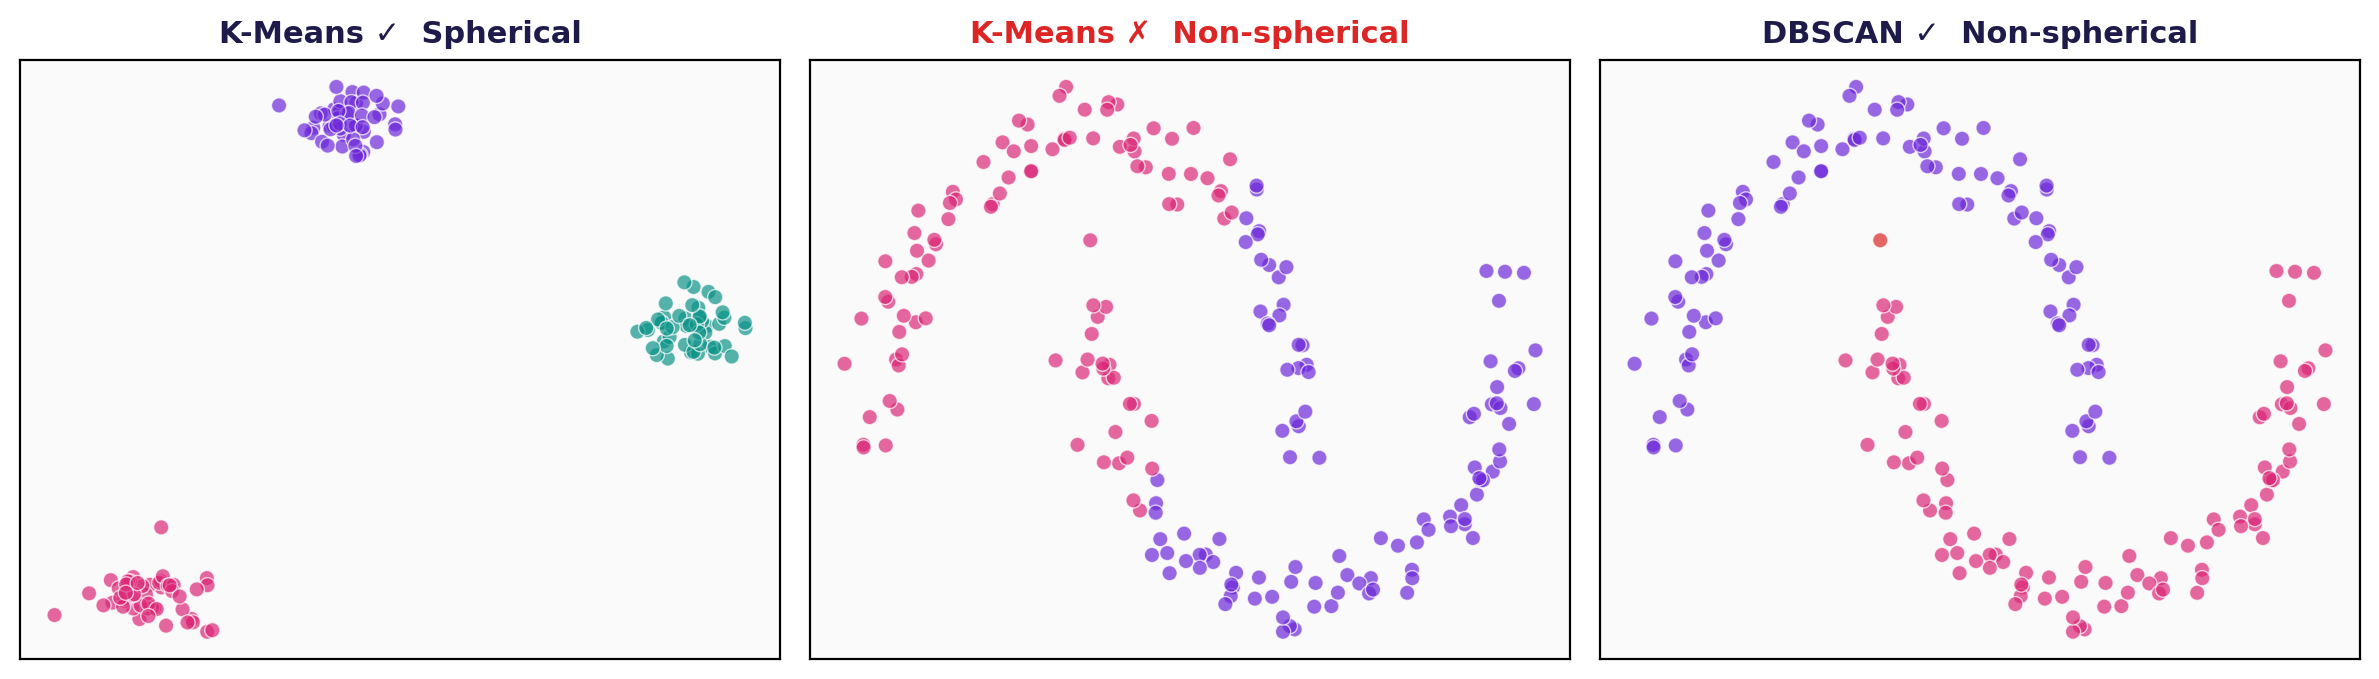 K-Means ✓ Spherical
K-Means ✗ Non-spherical
DBSCAN ✓ Non-spherical